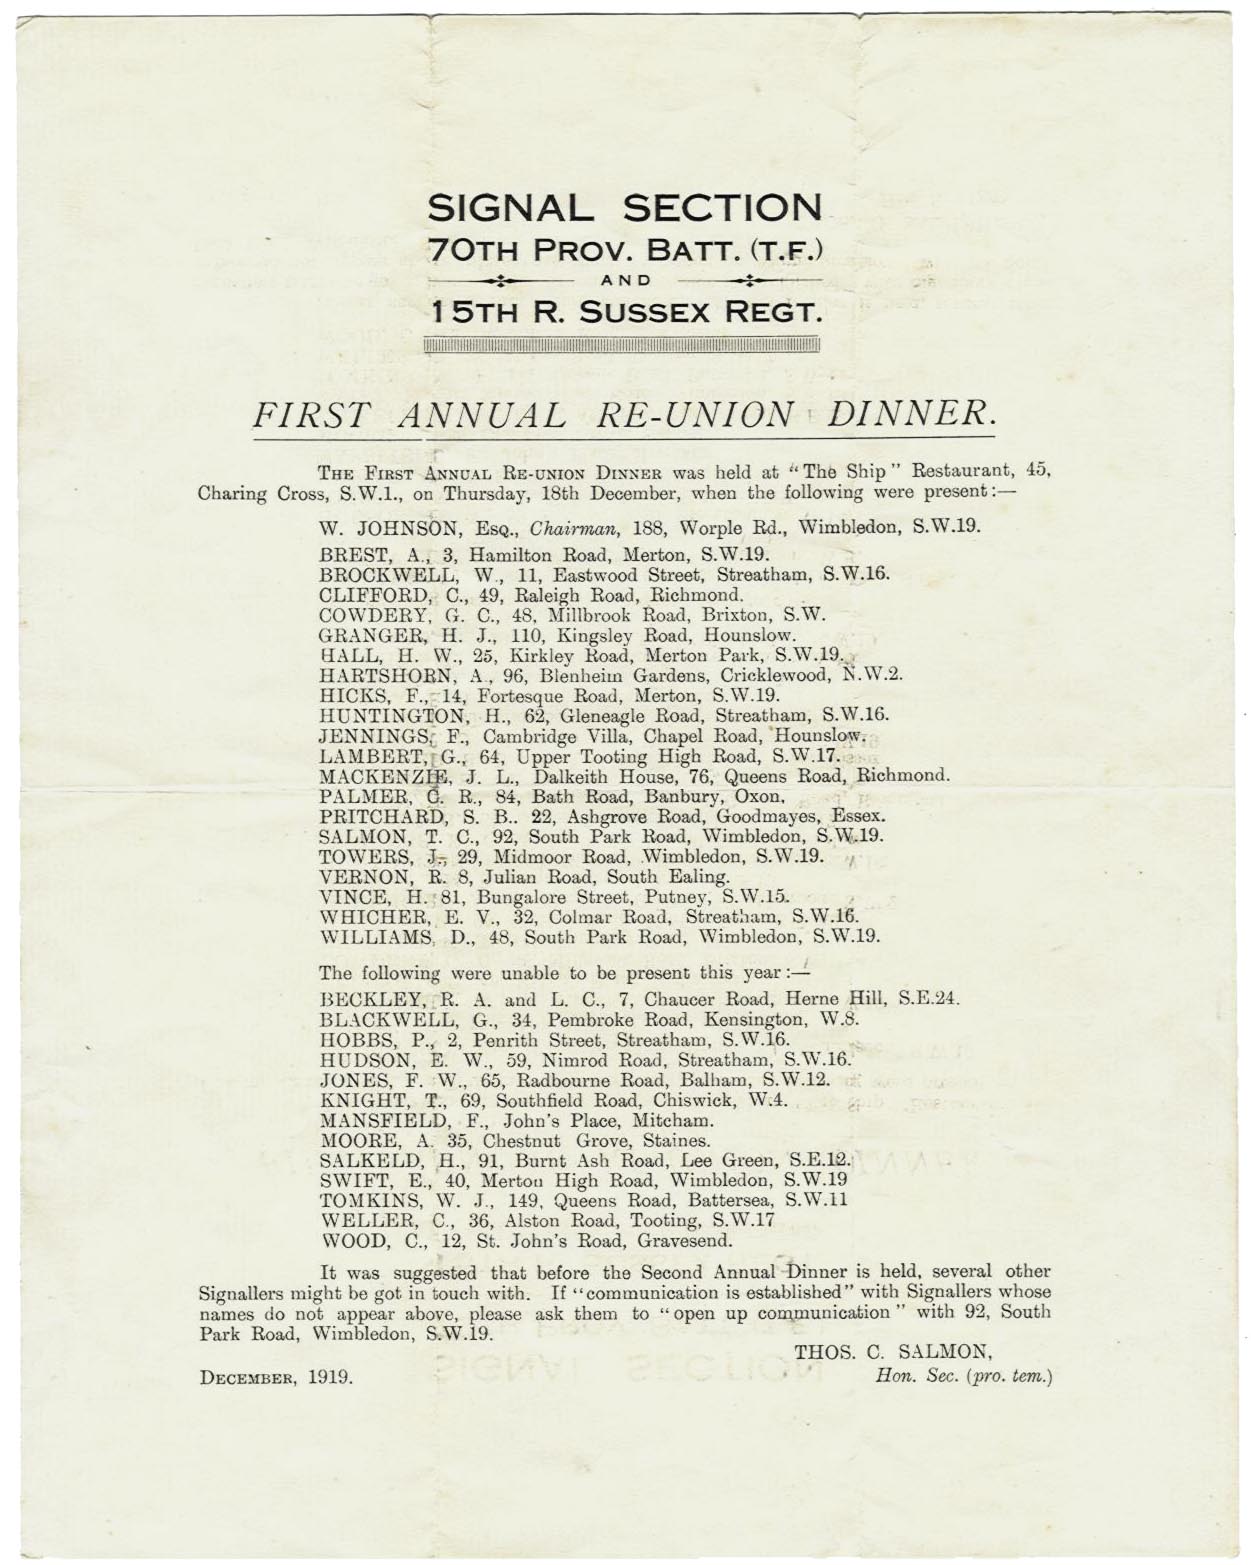 SIGNAL SECTION
70TH PROV. BATT. (T.F.)
AND
15TH R. SUSSEX REGT.
FIRST ANNUAL RE-UNION DINNER.
THE FIRST ANNUAL RE-UNION DINNER was held at "The Ship" Restaurant, 45,
Charing Cross, S.W.1., on Thursday, 18th December, when the following were present:—
W. JOHNSON, Esq., Chairman, 188, Worple Rd., Wimbledon, S.W.19.
BREST, A., 3, Hamilton Road, Merton, S.W.19.
BROCKWELL, W., 11, Eastwood Street, Streatham, S.W.16.
CLIFFORD, C., 49, Raleigh Road, Richmond.
COWDERY, G. C., 48, Millbrook Road, Brixton, S.W.
GRANGER, H. J., 110, Kingsley Road, Hounslow.
HALL, H. W., 25, Kirkley Road, Merton Park, S.W.19.
HARTSHORN, A., 96, Blenheim Gardens, Cricklewood, N.W.2.
HICKS, F., 14, Fortesque Road, Merton, S.W.19.
HUNTINGTON, H., 62, Gleneagle Road, Streatham, S.W.16.
JENNINGS, F., Cambridge Villa, Chapel Road, Hounslow.
LAMBERT, G., 64, Upper Tooting High Road, S.W.17.
MACKENZIE, J. L., Dalkeith House, 76, Queens Road, Richmond.
PALMER, C. R., 84, Bath Road, Banbury, Oxon,
PRITCHARD, S. B.. 22, Ashgrove Road, Goodmayes, Essex.
SALMON, T. C., 92, South Park Road, Wimbledon, S.W.19.
TOWERS, J., 29, Midmoor Road, Wimbledon, S.W.19.
VERNON, R. 8, Julian Road, South Ealing.
VINCE, H. 81, Bungalore Street, Putney, S.W.15.
WHICHER, E. V., 32, Colmar Road, Streatham, S.W.16.
WILLIAMS, D., 48, South Park Road, Wimbledon, S.W.19.
The following were unable to be present this year:—
BECKLEY, R. A. and L. C., 7, Chaucer Road, Herne Hill, S.E.24.
BLACKWELL, G., 34, Pembroke Road, Kensington, W.8.
HOBBS, P., 2, Penrith Street, Streatham, S.W.16.
HUDSON, E. W., 59, Nimrod Road, Streatham, S.W.16.
JONES, F. W., 65, Radbourne Road, Balham, S.W.12.
KNIGHT, T., 69, Southfield Road, Chiswick, W.4.
MANSFIELD, F., John's Place, Mitcham.
MOORE, A. 35, Chestnut Grove, Staines.
SALKELD, H., 91, Burnt Ash Road, Lee Green, S.E.12.
SWIFT, E., 40, Merton High Road, Wimbledon, S.W.19
TOMKINS, W. J., 149, Queens Road, Battersea, S.W.11
WELLER, C., 36, Alston Road, Tooting, S.W.17
WOOD, C., 12, St. John's Road, Gravesend.
It was suggested that before the Second Annual Dinner is held, several other
Signallers might be got in touch with. If "communication is established" with Signallers whose
names do not appear above, please ask them to "open up communication" with 92, South
Park Road, Wimbledon, S.W.19.
THOS. C. SALMON,
DECEMBER, 1919. Hon. Sec. (pro. tem.)